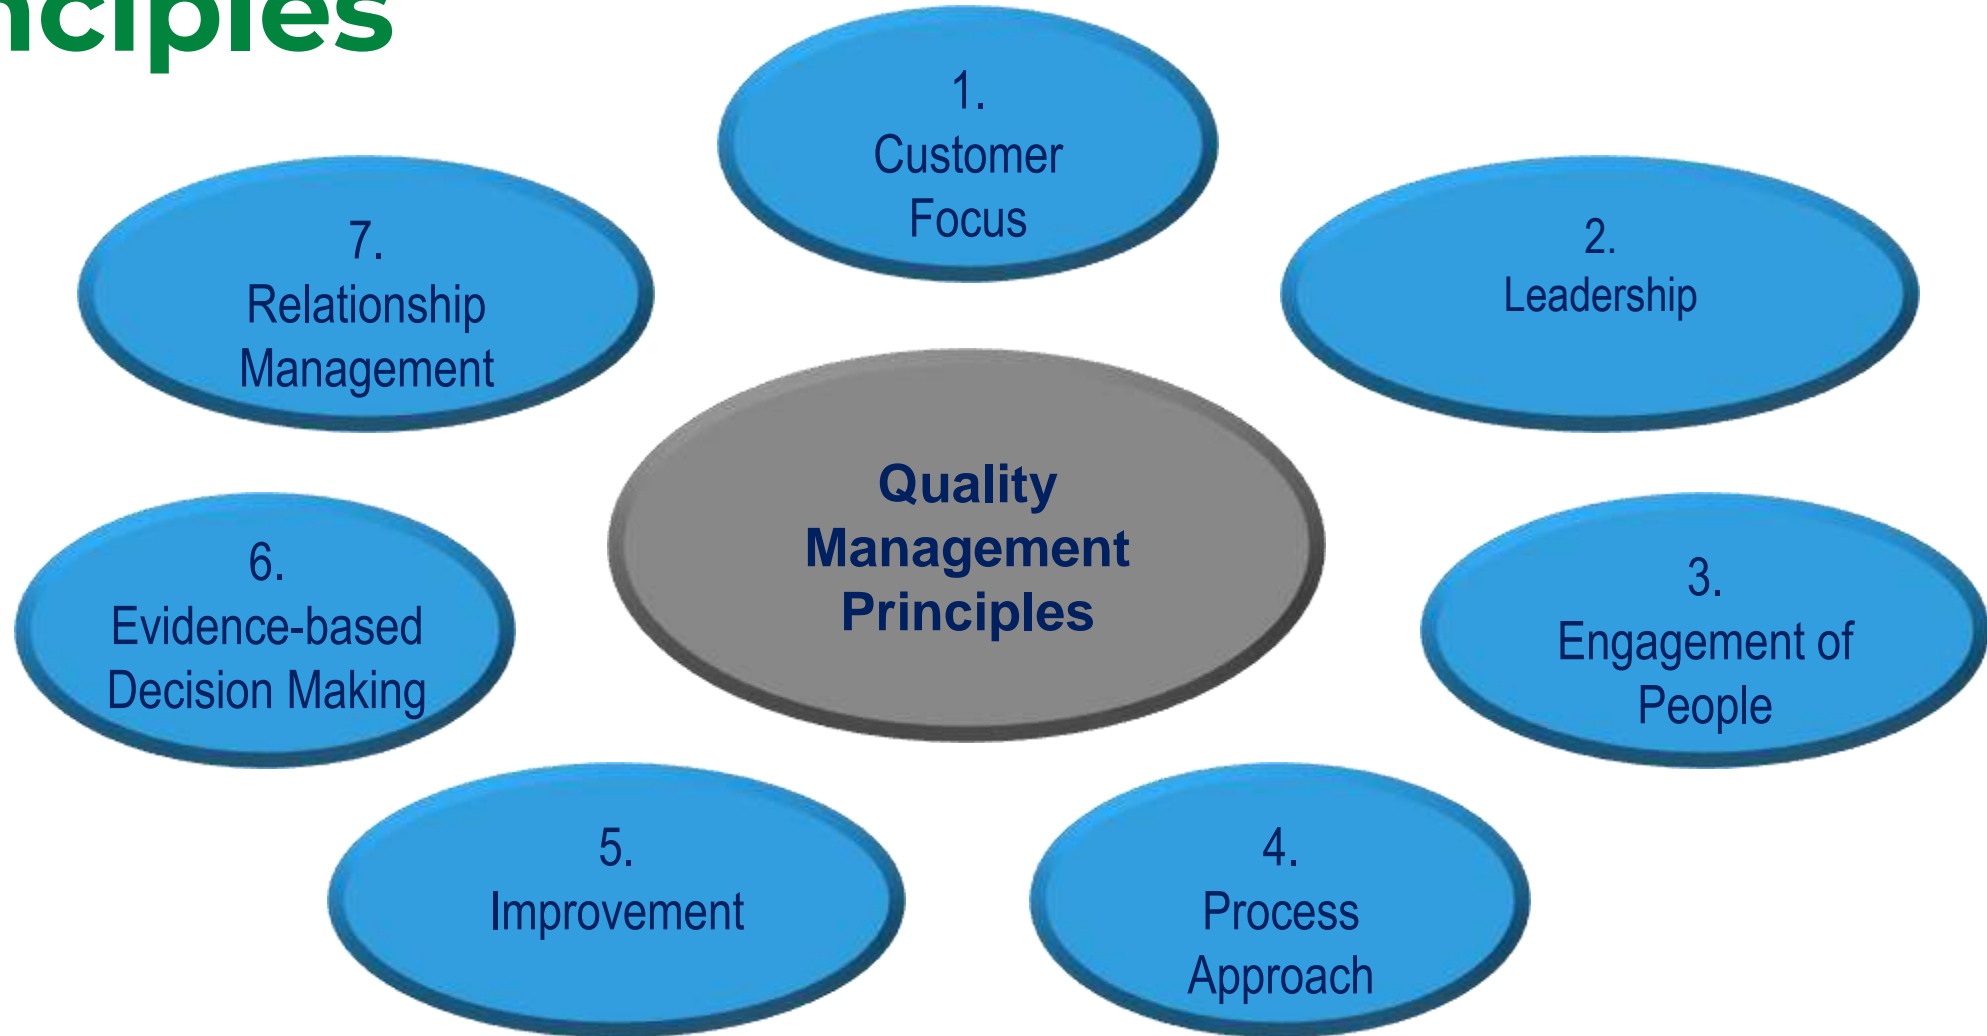 nciples
1.
Customer
Focus
2.
Leadership
3.
Engagement of
People
4.
Process
Approach
5.
Improvement
6.
Evidence-based
Decision Making
7.
Relationship
Management
Quality
Management
Principles